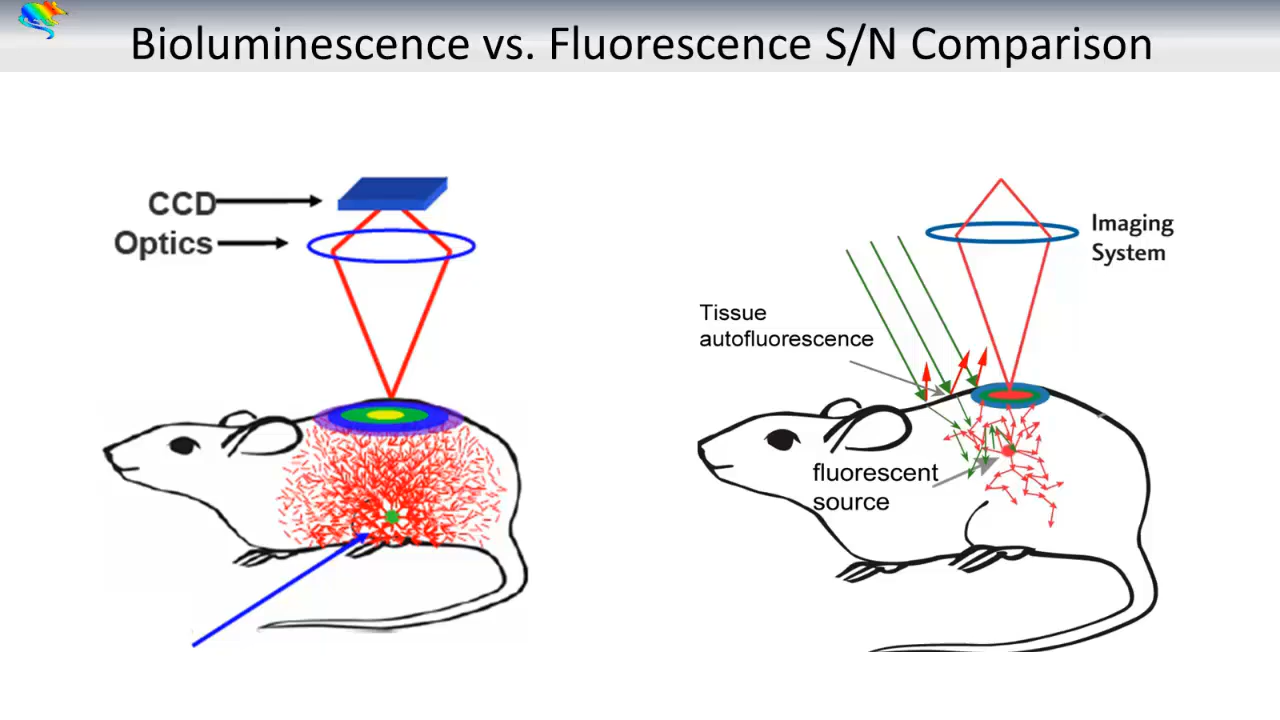 Bioluminescence vs. Fluorescence S/N Comparison
CCD
Optics
Imaging
System
Tissue
autofluorescence
fluorescent
source